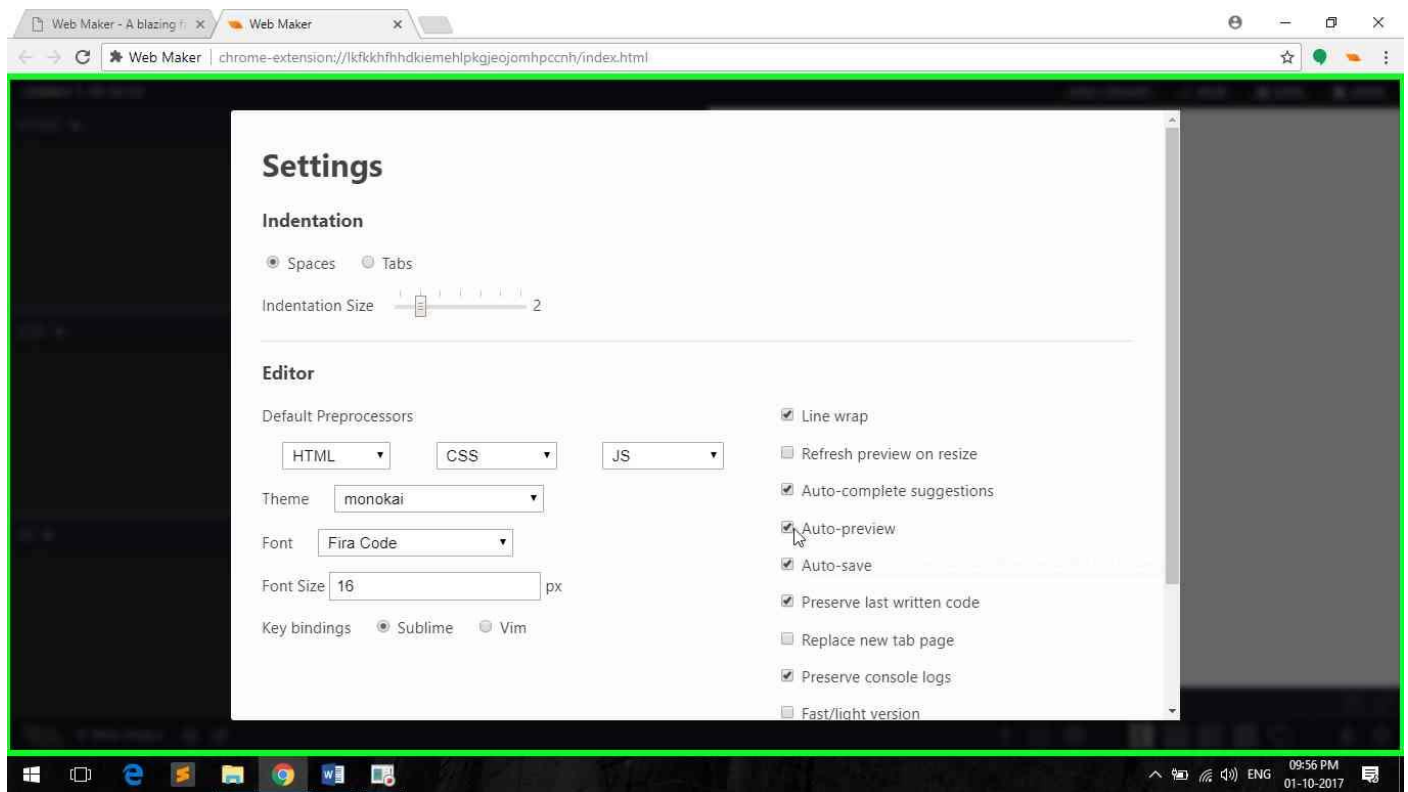 Web Maker - A blazing f
Web Maker
Web Maker
chrome-extension://lkfkkhfhhdkiemehlpkgjeojomhpccnh/index.html
Settings
Indentation
Spaces Tabs
Indentation Size 2
Editor
Default Preprocessors
HTML CSS JS
Theme monokai
Font Fira Code
Font Size 16 px
Key bindings Sublime Vim
Line wrap
Refresh preview on resize
Auto-complete suggestions
Auto-preview
Auto-save
Preserve last written code
Replace new tab page
Preserve console logs
Fast/light version
ENG
09:56 PM
01-10-2017